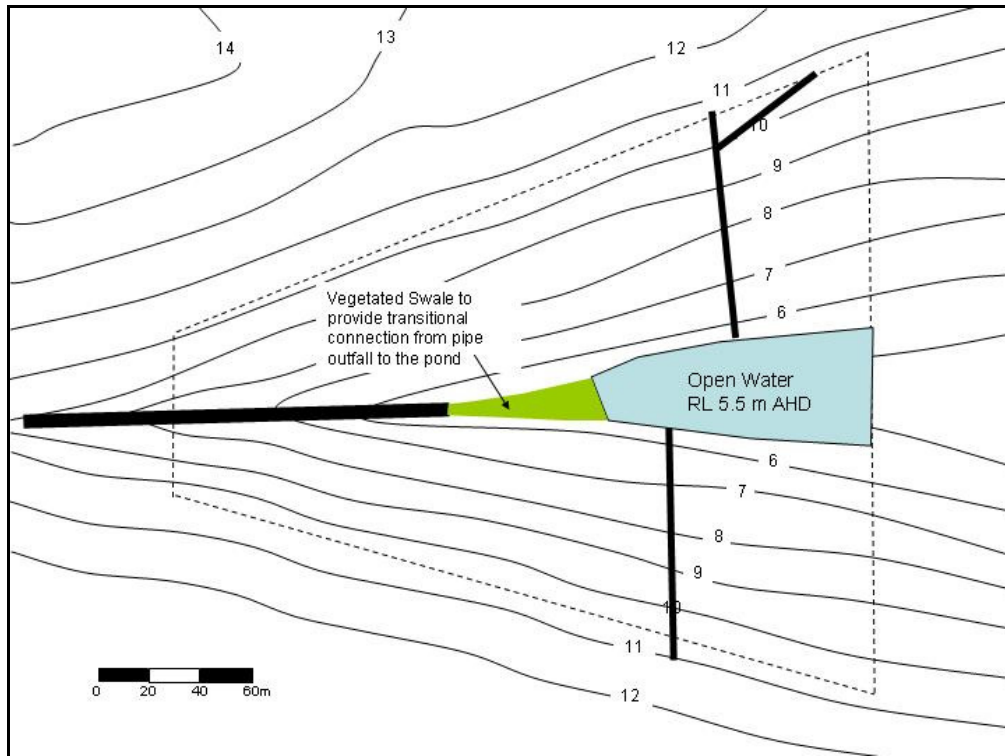 14
13
12
11
10
9
8
7
6
Vegetated Swale to
provide transitional
connection from pipe
outfall to the pond
Open Water
RL 5.5 m AHD
6
7
8
9
10
11
12
0 20 40 60m